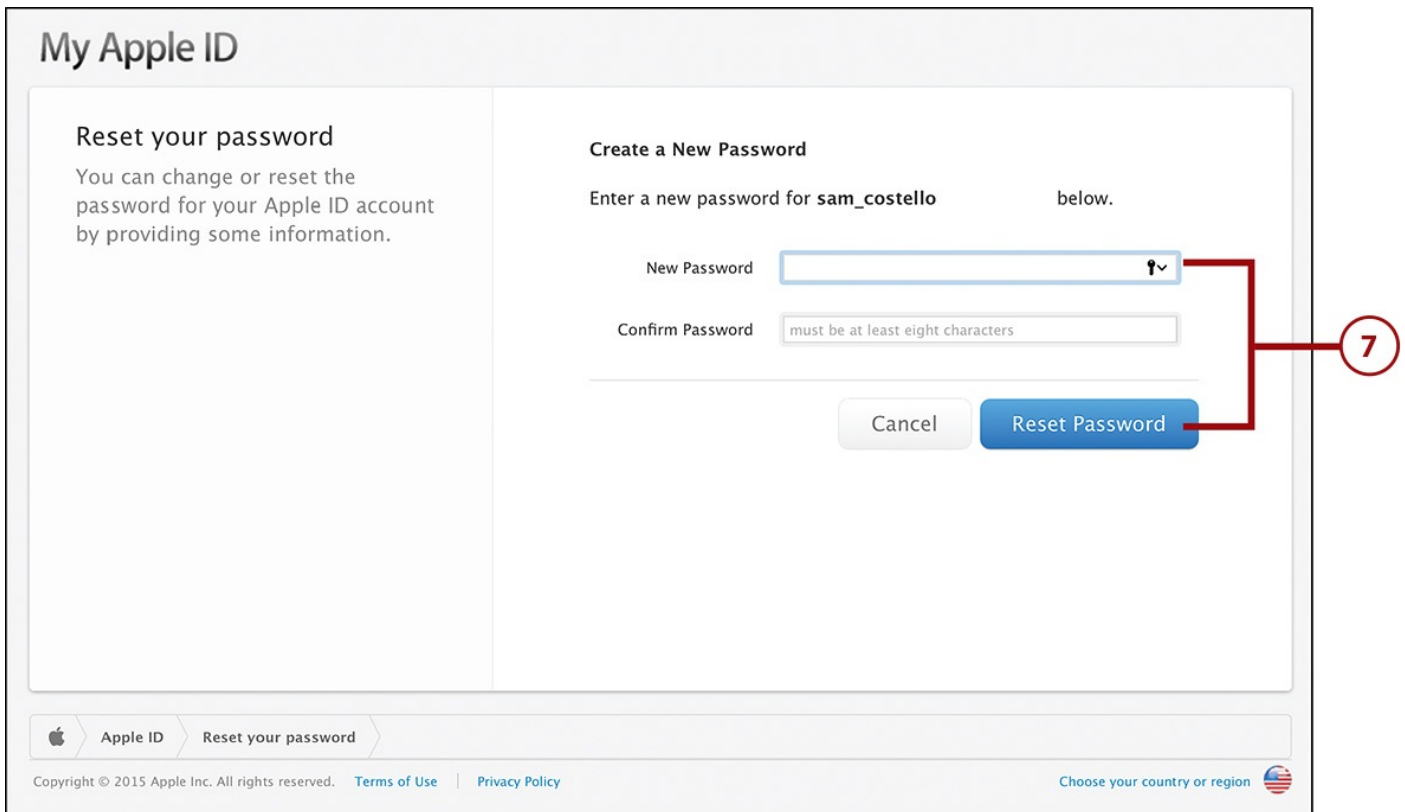 My Apple ID
Reset your password
You can change or reset the
password for your Apple ID account
by providing some information.
Create a New Password
Enter a new password for sam_costello below.
New Password
Confirm Password must be at least eight characters
Cancel Reset Password
7
Apple ID Reset your password
Copyright © 2015 Apple Inc. All rights reserved. Terms of Use | Privacy Policy Choose your country or region